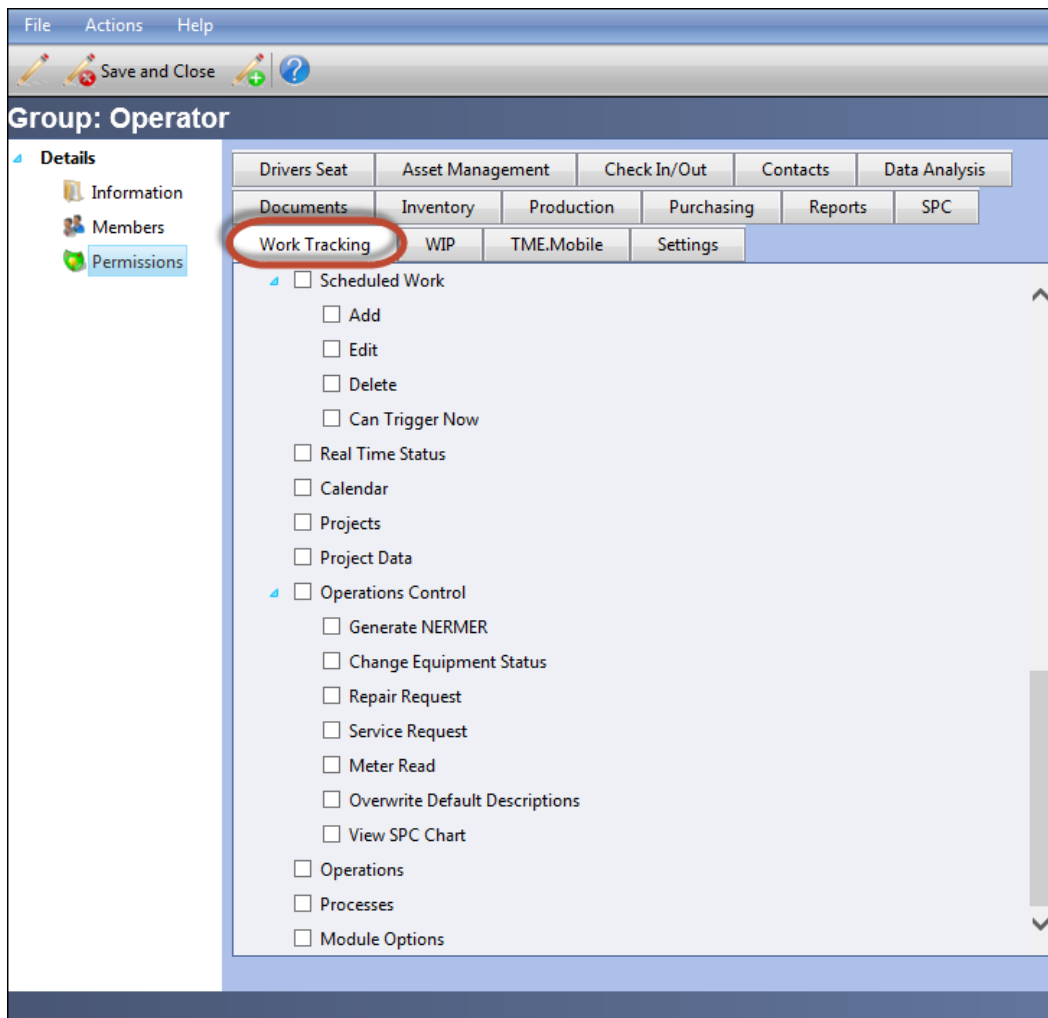 File Actions Help
Save and Close
Group: Operator
Details
Information
Members
Permissions
Drivers Seat Asset Management Check In/Out Contacts Data Analysis
Documents Inventory Production Purchasing Reports SPC
Work Tracking WIP TME.Mobile Settings
Scheduled Work
Add
Edit
Delete
Can Trigger Now
Real Time Status
Calendar
Projects
Project Data
Operations Control
Generate NERMER
Change Equipment Status
Repair Request
Service Request
Meter Read
Overwrite Default Descriptions
View SPC Chart
Operations
Processes
Module Options